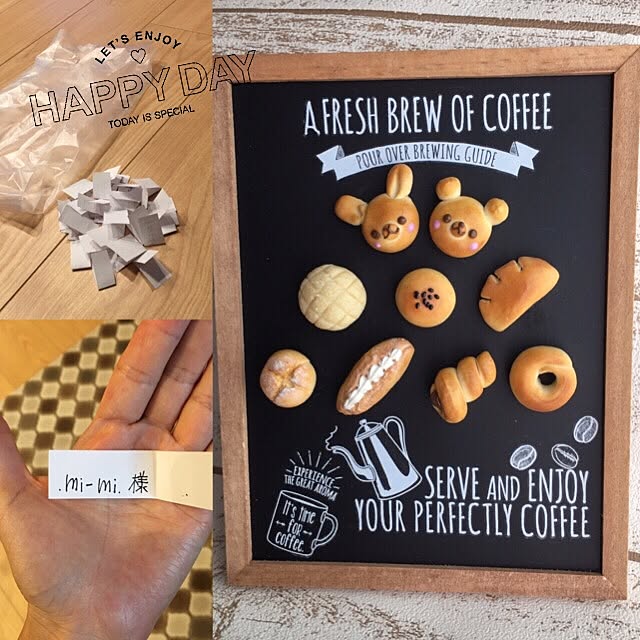 LET'S ENJOY
HAPPY DAY
TODAY IS SPECIAL
.mi-mi. 様
A FRESH BREW OF COFFEE
POUR OVER BREWING GUIDE
EXPERIENCE
THE GREAT AROMA
It's time
FOR
coffee.
SERVE AND ENJOY
YOUR PERFECTLY COFFEE